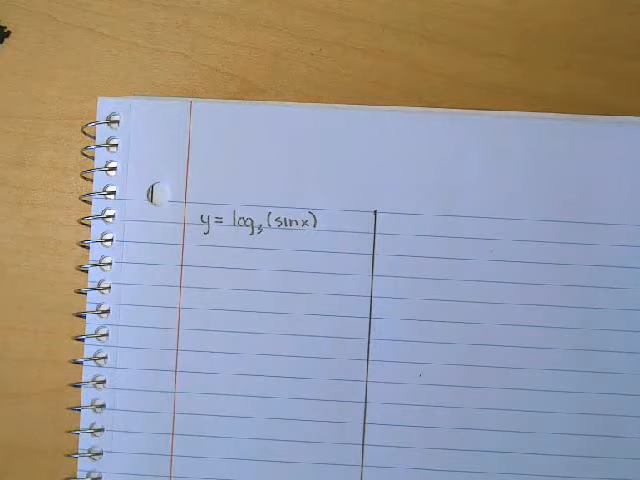 y = log₃(sinx)